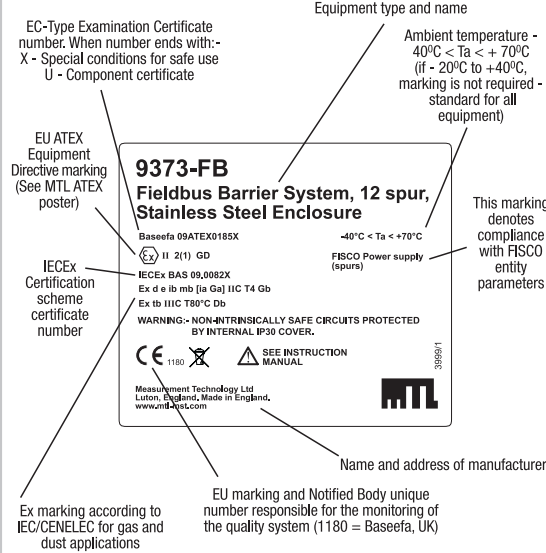 Equipment type and name
EC-Type Examination Certificate
number. When number ends with:-
X - Special conditions for safe use
U - Component certificate
Ambient temperature -
40⁰C < Ta < + 70⁰C
(if - 20⁰C to +40⁰C,
marking is not required -
standard for all
equipment)
EU ATEX
Equipment
Directive marking
(See MTL ATEX
poster)
IECEx
Certification
scheme
certificate
number
9373-FB
Fieldbus Barrier System, 12 spur,
Stainless Steel Enclosure
Baseefa 09ATEX0185X
-40°C < Ta < +70°C
Ex II 2(1) GD
FISCO Power supply
(spurs)
IECEx BAS 09,0082X
Ex d e ib mb [ia Ga] IIC T4 Gb
Ex tb IIIC T80°C Db
WARNING:- NON-INTRINSICALLY SAFE CIRCUITS PROTECTED
BY INTERNAL IP30 COVER.
CE 1180
SEE INSTRUCTION
MANUAL
3999/1
Measurement Technology Ltd
Luton, England. Made in England.
www.mtl-inst.com
MTL
This marking
denotes
compliance
with FISCO
entity
parameters
Name and address of manufacturer
EU marking and Notified Body unique
number responsible for the monitoring of
the quality system (1180 = Baseefa, UK)
Ex marking according to
IEC/CENELEC for gas and
dust applications